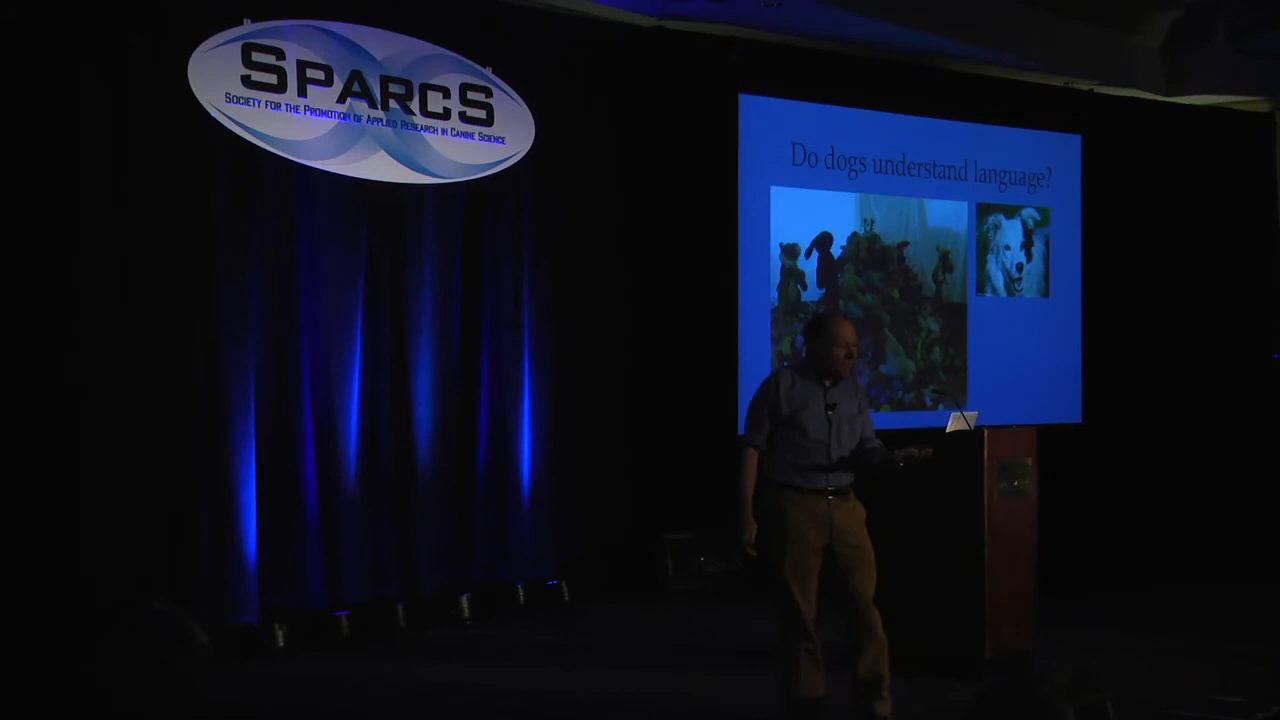 SPARCS
SOCIETY FOR THE PROMOTION OF APPLIED RESEARCH IN CANINE SCIENCE
Do dogs understand language?